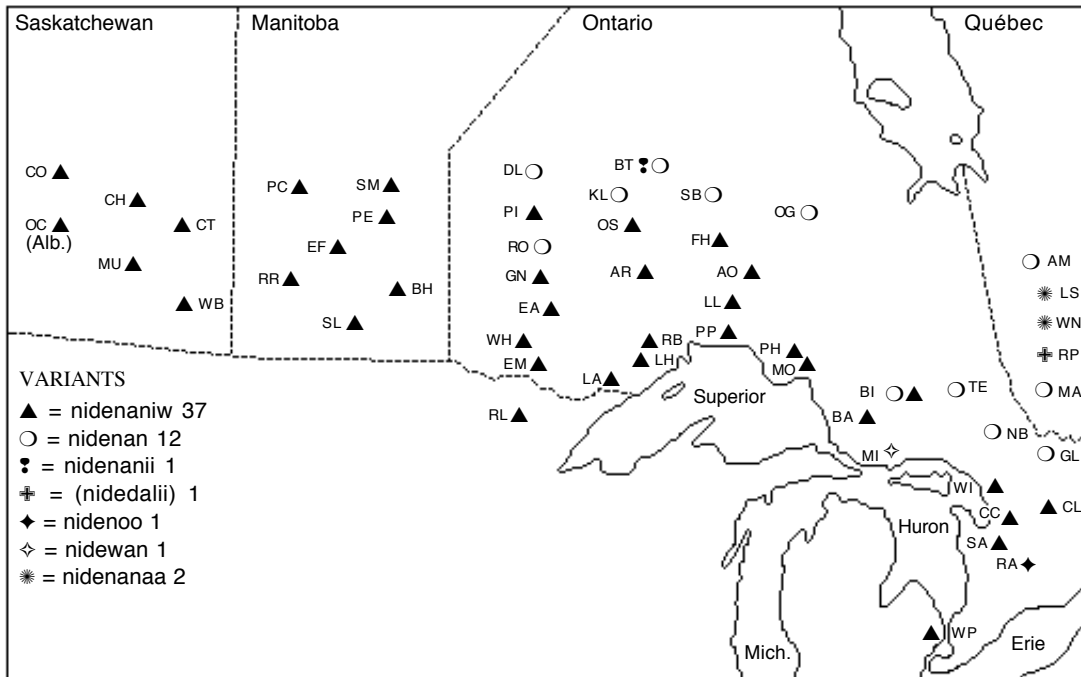 Saskatchewan
Manitoba
Ontario
Québec
CO
CH
OC
(Alb.)
CT
MU
WB
PC
SM
PE
EF
RR
BH
SL
DL
BT
KL
SB
OG
PI
OS
RO
FH
GN
AR
AO
EA
LL
WH
RB
PP
EM
LH
PH
LA
MO
RL
AM
LS
WN
RP
MA
BI
TE
BA
NB
MI
GL
WI
CC
CL
SA
RA
WP
Superior
Huron
Mich.
Erie
VARIANTS
▲ = nidenaniw 37
❍ = nidenan 12
❢ = nidenanii 1
✙ = (nidedalii) 1
✦ = nidenoo 1
✧ = nidewan 1
✺ = nidenanaa 2